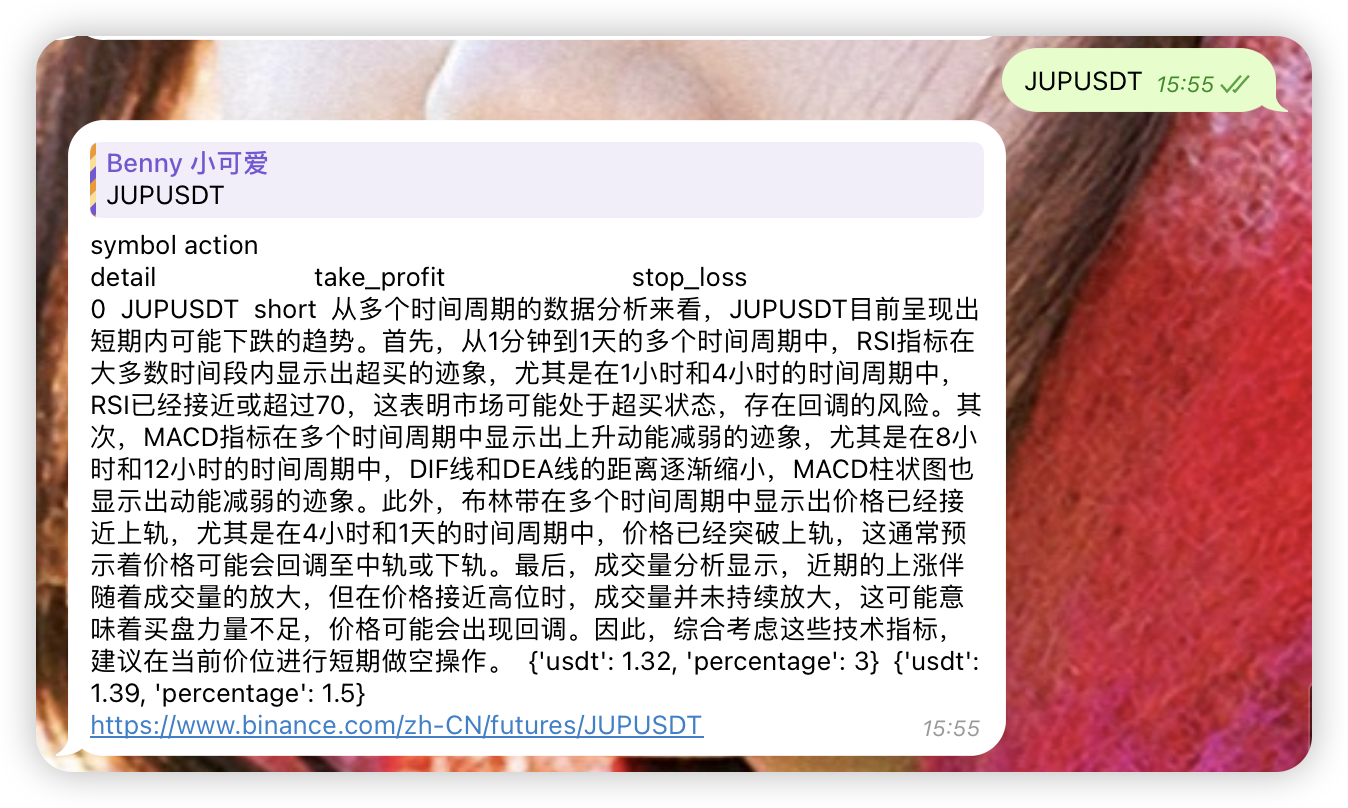 JUPUSDT 15:55
Benny 小可爱
JUPUSDT
symbol action
detail take_profit stop_loss
0 JUPUSDT short 从多个时间周期的数据分析来看，JUPUSDT目前呈现出
短期内可能下跌的趋势。首先，从1分钟到1天的多个时间周期中，RSI指标在
大多数时间段内显示出超买的迹象，尤其是在1小时和4小时的时间周期中，
RSI已经接近或超过70，这表明市场可能处于超买状态，存在回调的风险。其
次，MACD指标在多个时间周期中显示出上升动能减弱的迹象，尤其是在8小
时和12小时的时间周期中，DIF线和DEA线的距离逐渐缩小，MACD柱状图也
显示出动能减弱的迹象。此外，布林带在多个时间周期中显示出价格已经接
近上轨，尤其是在4小时和1天的时间周期中，价格已经突破上轨，这通常预
示着价格可能会回调至中轨或下轨。最后，成交量分析显示，近期的上涨伴
随着成交量的放大，但在价格接近高位时，成交量并未持续放大，这可能意
味着买盘力量不足，价格可能会出现回调。因此，综合考虑这些技术指标，
建议在当前价位进行短期做空操作。 {'usdt': 1.32, 'percentage': 3} {'usdt':
1.39, 'percentage': 1.5}
https://www.binance.com/zh-CN/futures/JUPUSDT 15:55